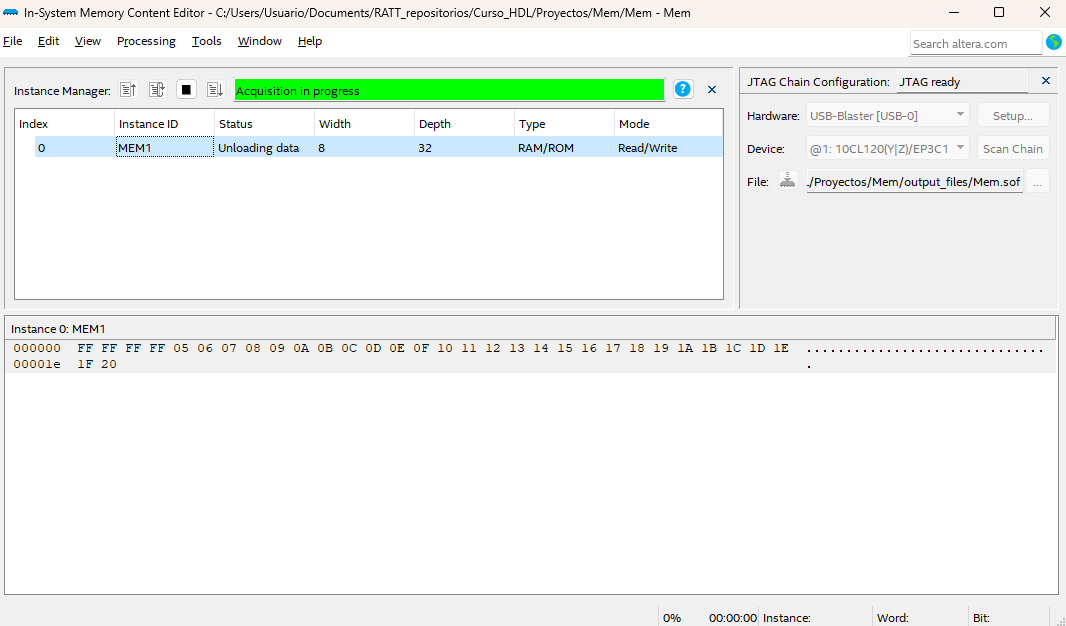 In-System Memory Content Editor - C:/Users/Usuario/Documents/RATT_repositorios/Curso_HDL/Proyectos/Mem/Mem - Mem
File Edit View Processing Tools Window Help
Search altera.com
Instance Manager: Acquisition in progress
JTAG Chain Configuration: JTAG ready
Index Instance ID Status Width Depth Type Mode
0 MEM1 Unloading data 8 32 RAM/ROM Read/Write
Hardware: USB-Blaster [USB-0] Setup...
Device: @1: 10CL120(Y|Z)/EP3C1 Scan Chain
File: ./Proyectos/Mem/output_files/Mem.sof ...
Instance 0: MEM1
000000 FF FF FF FF 05 06 07 08 09 0A 0B 0C 0D 0E 0F 10 11 12 13 14 15 16 17 18 19 1A 1B 1C 1D 1E ..............................
00001e 1F 20 .
0% 00:00:00 Instance: Word: Bit: